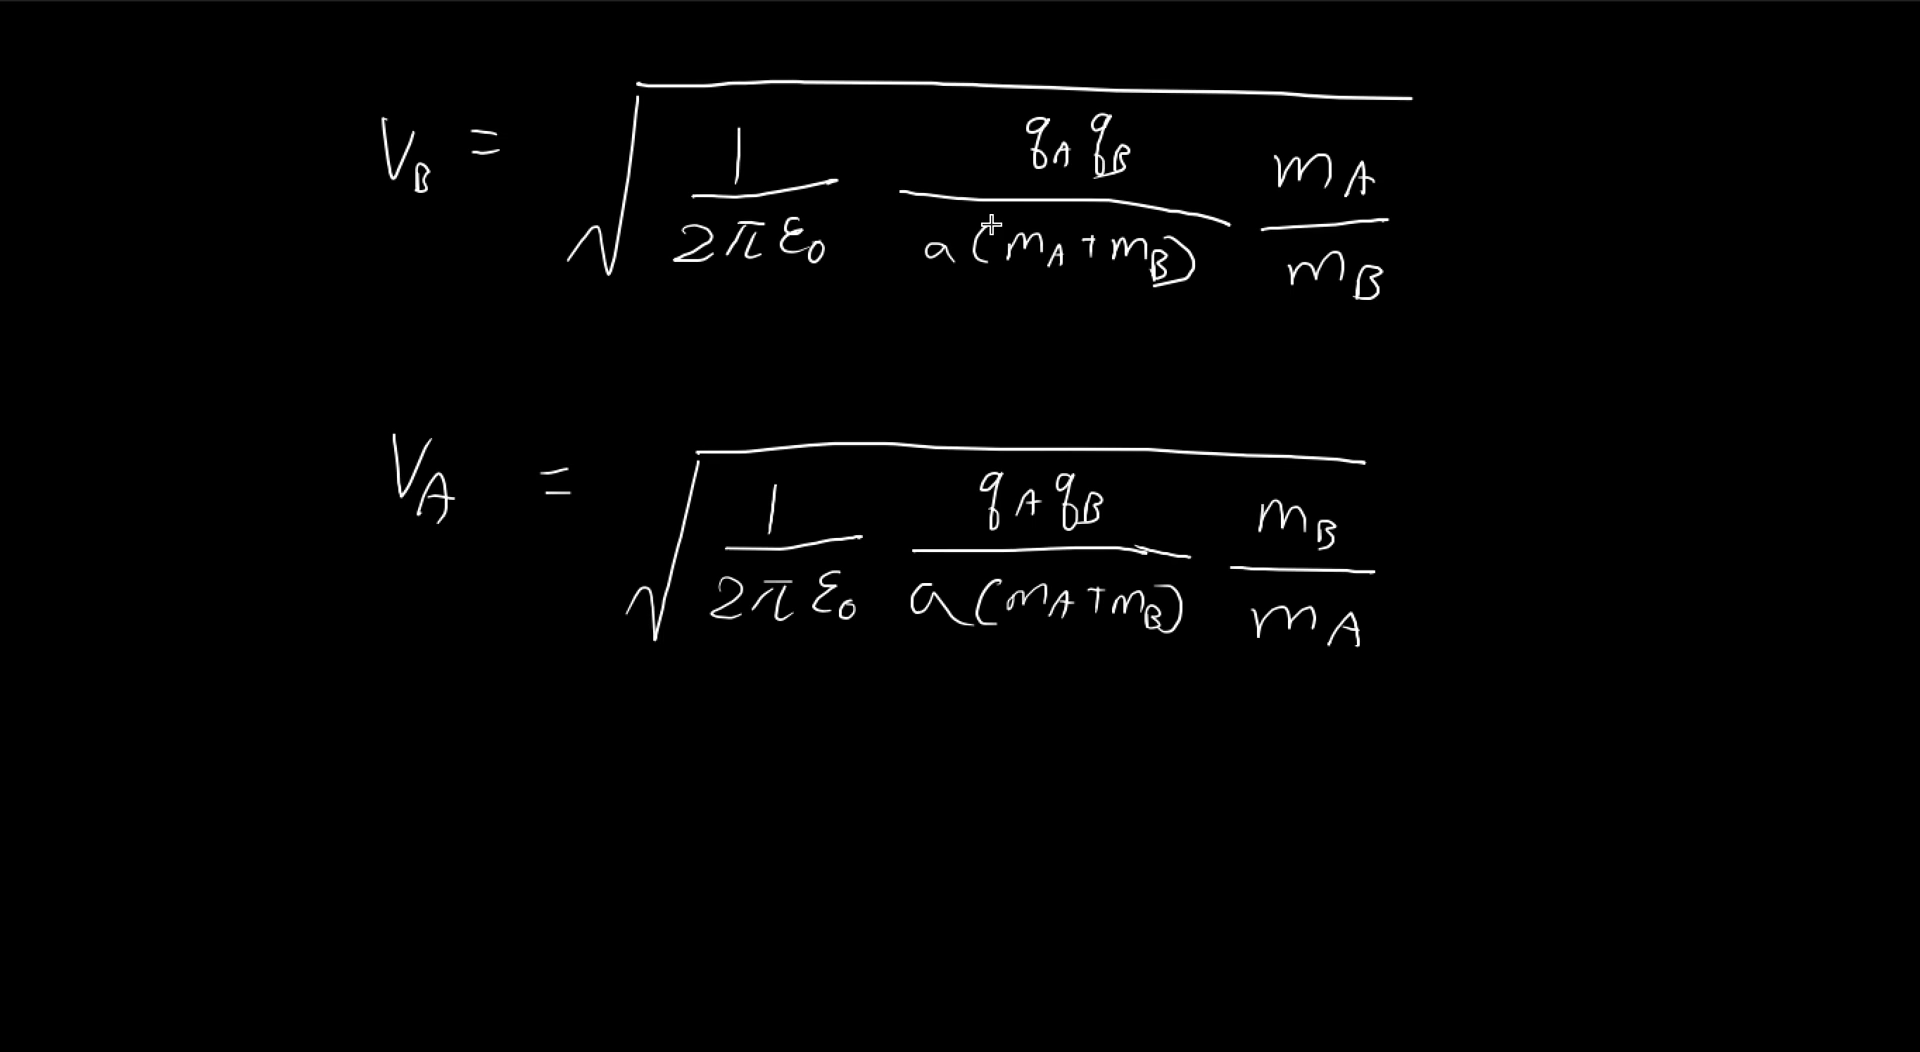 V_B = √( 1/(2πε₀) · q_A q_B/(a(m_A + m_B)) · m_A/m_B )
V_A = √( 1/(2πε₀) · q_A q_B/(a(m_A + m_B)) · m_B/m_A )